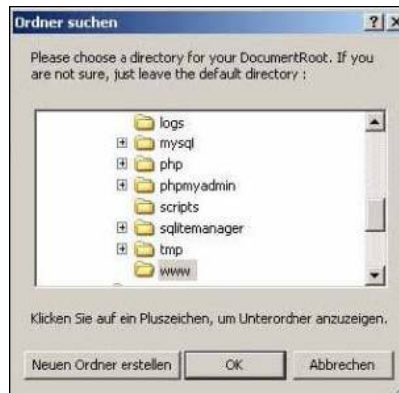 Ordner suchen
Please choose a directory for your DocumentRoot. If you
are not sure, just leave the default directory :
logs
mysql
php
phpmyadmin
scripts
sqlitemanager
tmp
www
Klicken Sie auf ein Pluszeichen, um Unterordner anzuzeigen.
Neuen Ordner erstellen OK Abbrechen